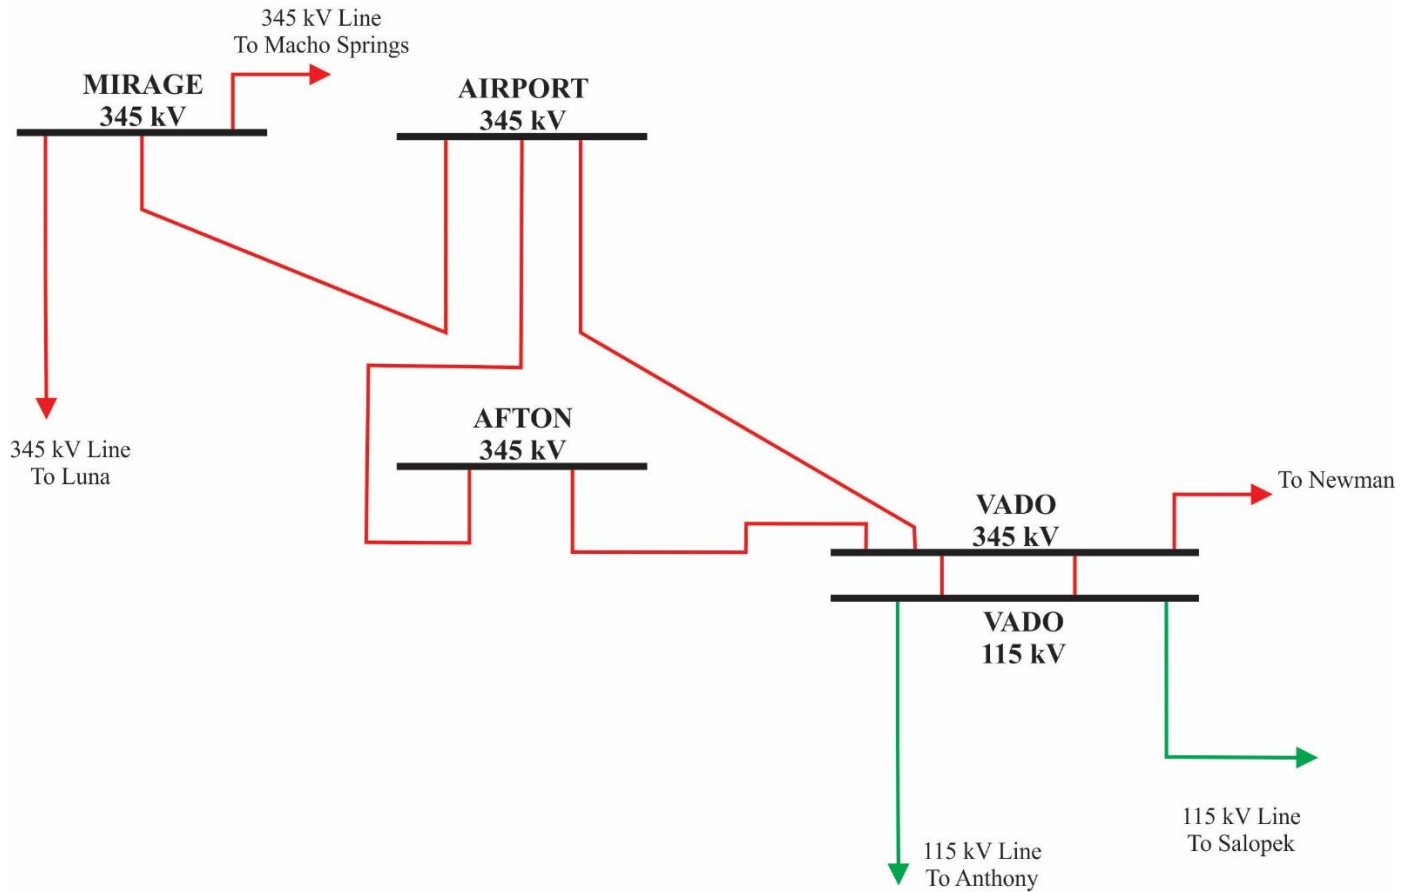 345 kV Line
To Macho Springs
MIRAGE
345 kV
AIRPORT
345 kV
345 kV Line
To Luna
AFTON
345 kV
To Newman
VADO
345 kV
VADO
115 kV
115 kV Line
To Salopek
115 kV Line
To Anthony